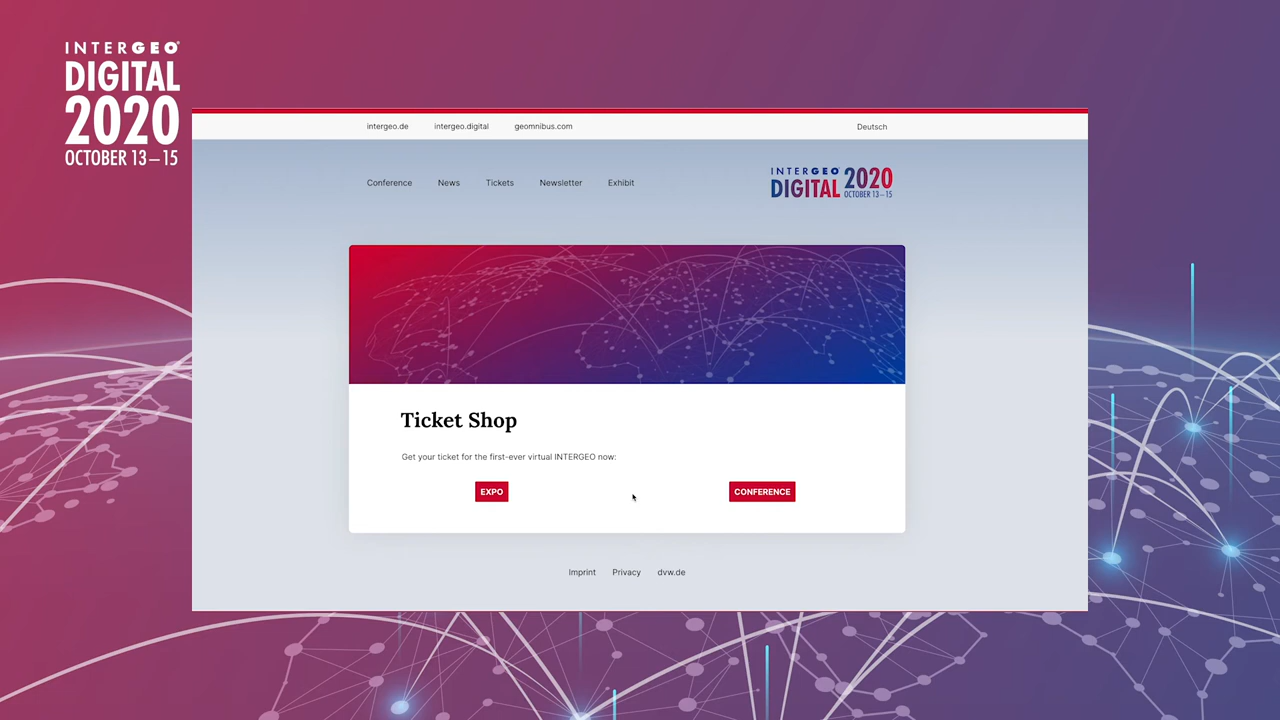 INTERGEO
DIGITAL
2020
OCTOBER 13–15
intergeo.de intergeo.digital geomnibus.com Deutsch
Conference News Tickets Newsletter Exhibit
INTERGEO
DIGITAL 2020
OCTOBER 13–15
Ticket Shop
Get your ticket for the first-ever virtual INTERGEO now:
EXPO CONFERENCE
Imprint Privacy dvw.de